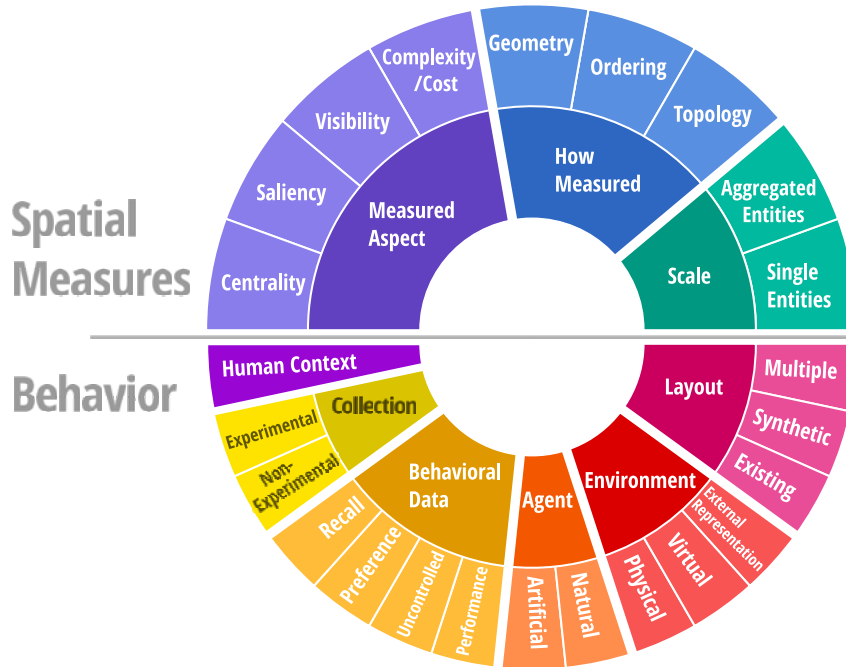 Spatial
Measures
Behavior
Centrality
Saliency
Visibility
Complexity
/Cost
Measured
Aspect
Geometry
Ordering
Topology
How
Measured
Aggregated
Entities
Single
Entities
Scale
Human Context
Collection
Experimental
Non-
Experimental
Behavioral
Data
Recall
Preference
Uncontrolled
Performance
Agent
Artificial
Natural
Environment
Physical
Virtual
External
Representation
Layout
Multiple
Synthetic
Existing